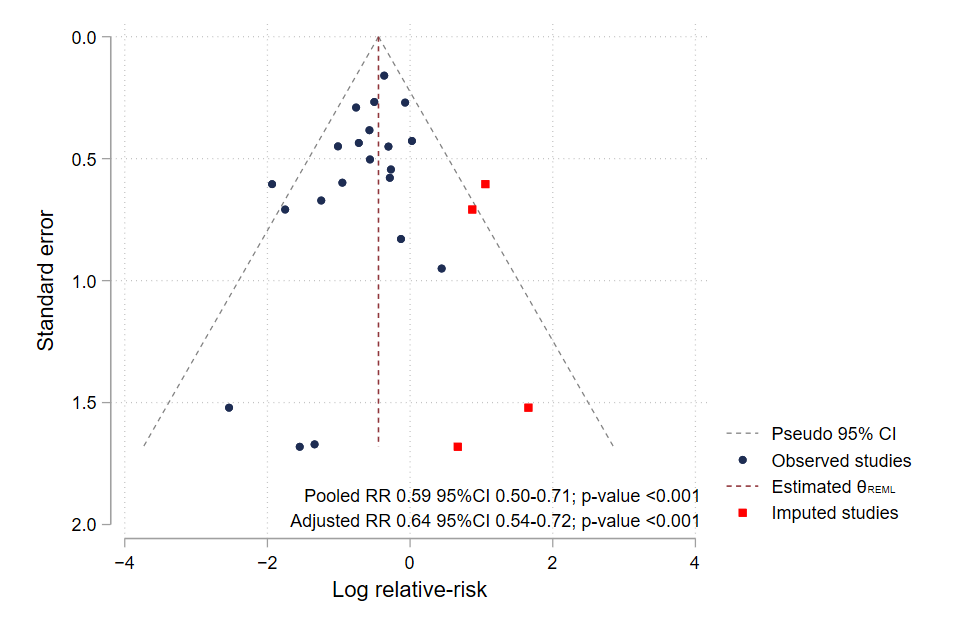 0.0
0.5
1.0
1.5
2.0
Standard error
−4
−2
0
2
4
Log relative-risk
Pooled RR 0.59 95%CI 0.50-0.71; p-value <0.001
Adjusted RR 0.64 95%CI 0.54-0.72; p-value <0.001
Pseudo 95% CI
Observed studies
Estimated θREML
Imputed studies